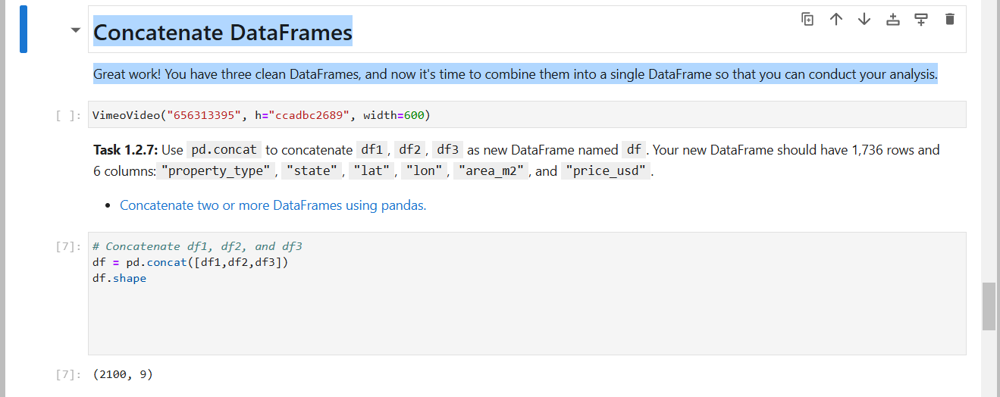 Concatenate DataFrames
Great work! You have three clean DataFrames, and now it's time to combine them into a single DataFrame so that you can conduct your analysis.
[ ]: VimeoVideo("656313395", h="ccadbc2689", width=600)
Task 1.2.7: Use pd.concat to concatenate df1, df2, df3 as new DataFrame named df. Your new DataFrame should have 1,736 rows and
6 columns: "property_type", "state", "lat", "lon", "area_m2", and "price_usd".
• Concatenate two or more DataFrames using pandas.
[7]: # Concatenate df1, df2, and df3
df = pd.concat([df1,df2,df3])
df.shape
[7]: (2100, 9)